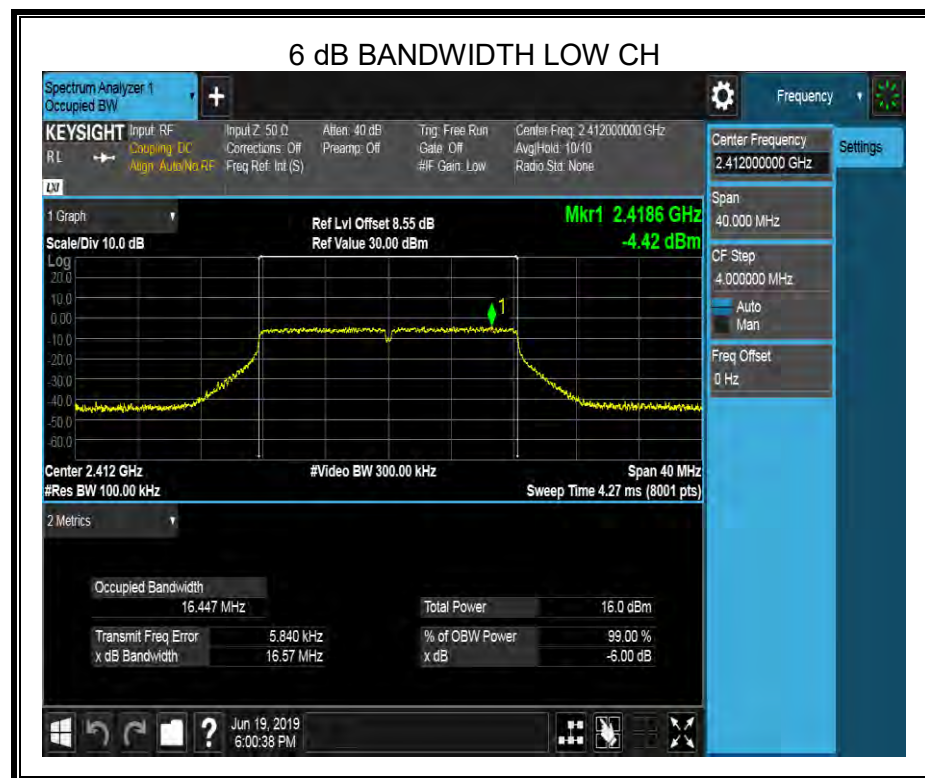 6 dB BANDWIDTH LOW CH
Spectrum Analyzer 1
Occupied BW
+
Frequency
KEYSIGHT Input: RF Input Z: 50 Ω Atten: 40 dB Trig: Free Run Center Freq: 2.412000000 GHz
RL Coupling: DC Corrections: Off Preamp: Off Gate: Off Avg|Hold: 10/10
Align: Auto/No RF Freq Ref: Int (S) #IF Gain: Low Radio Std: None
LXI
Center Frequency
2.412000000 GHz
Settings
Span
40.000 MHz
CF Step
4.000000 MHz
Auto
Man
Freq Offset
0 Hz
1 Graph
Ref Lvl Offset 8.55 dB
Mkr1 2.4186 GHz
Scale/Div 10.0 dB
Ref Value 30.00 dBm
-4.42 dBm
Log
20.0
10.0
0.00
-10.0
-20.0
-30.0
-40.0
-50.0
-60.0
1
Center 2.412 GHz #Video BW 300.00 kHz Span 40 MHz
#Res BW 100.00 kHz Sweep Time 4.27 ms (8001 pts)
2 Metrics
Occupied Bandwidth
16.447 MHz
Total Power 16.0 dBm
Transmit Freq Error 5.840 kHz % of OBW Power 99.00 %
x dB Bandwidth 16.57 MHz x dB -6.00 dB
?
Jun 19, 2019
6:00:38 PM